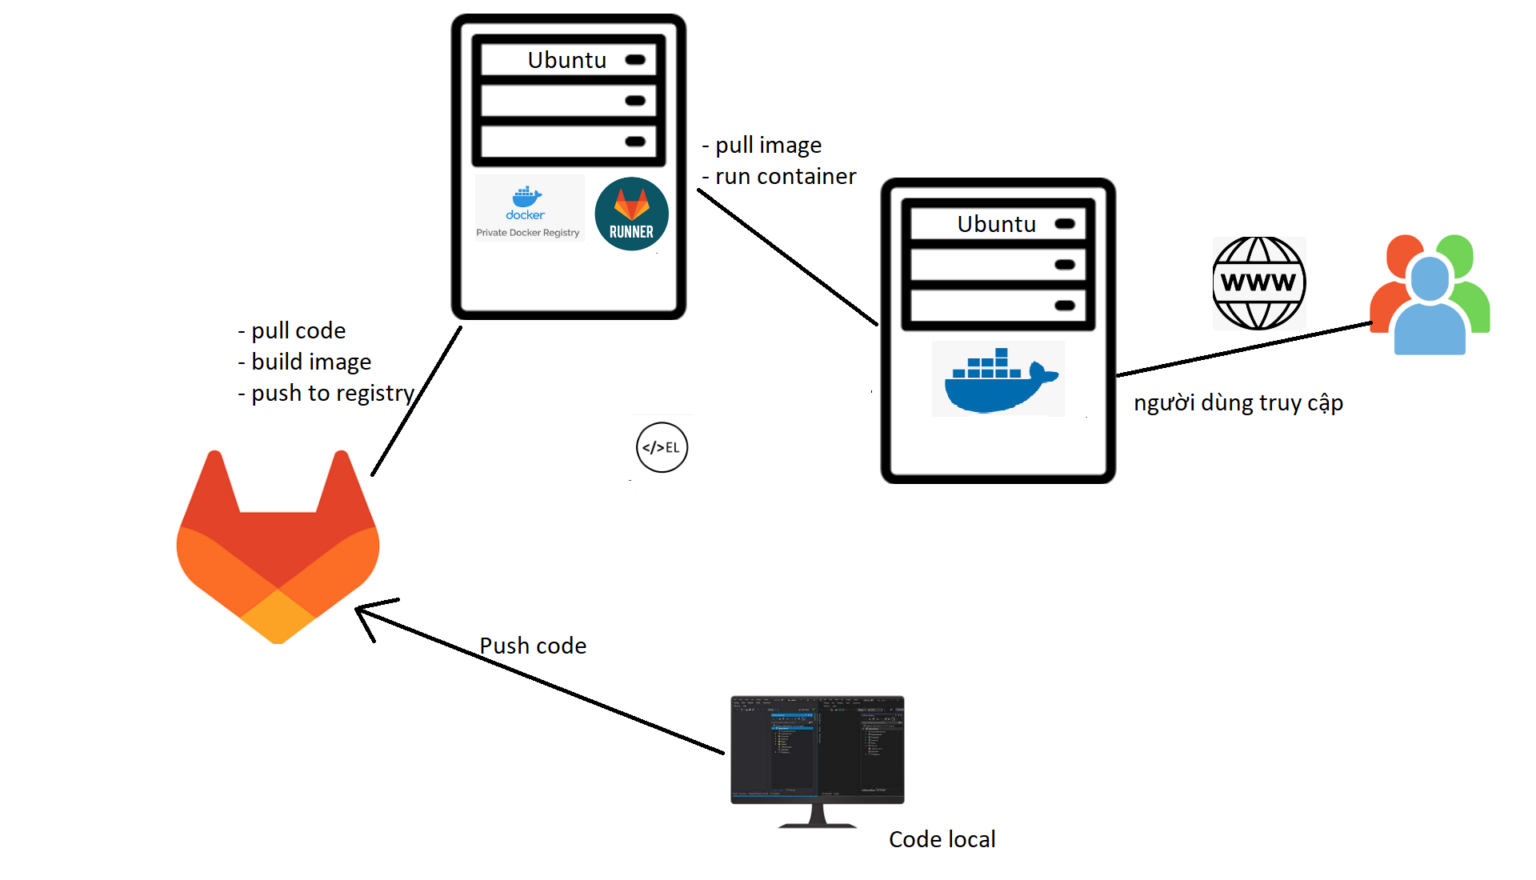 Ubuntu
docker
Private Docker Registry
RUNNER
- pull image
- run container
Ubuntu
WWW
người dùng truy cập
- pull code
- build image
- push to registry
</>EL
Push code
Code local